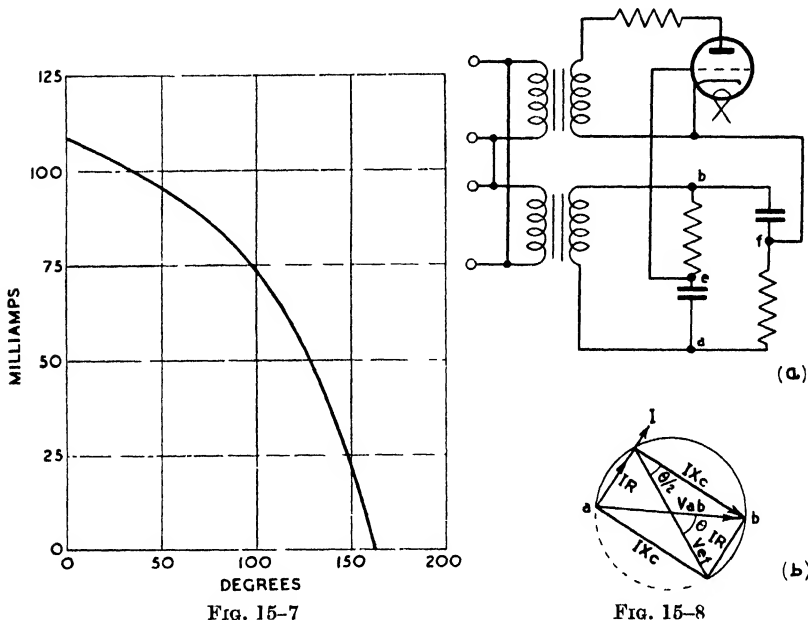 125
100
75
50
25
0
MILLIAMPS
0
50
100
150
200
DEGREES
FIG. 15–7
b
f
e
a
(a)
I
IXc
θ/2
IR
a
Vab
b
θ
IR
Vef
IXc
(b)
FIG. 15–8